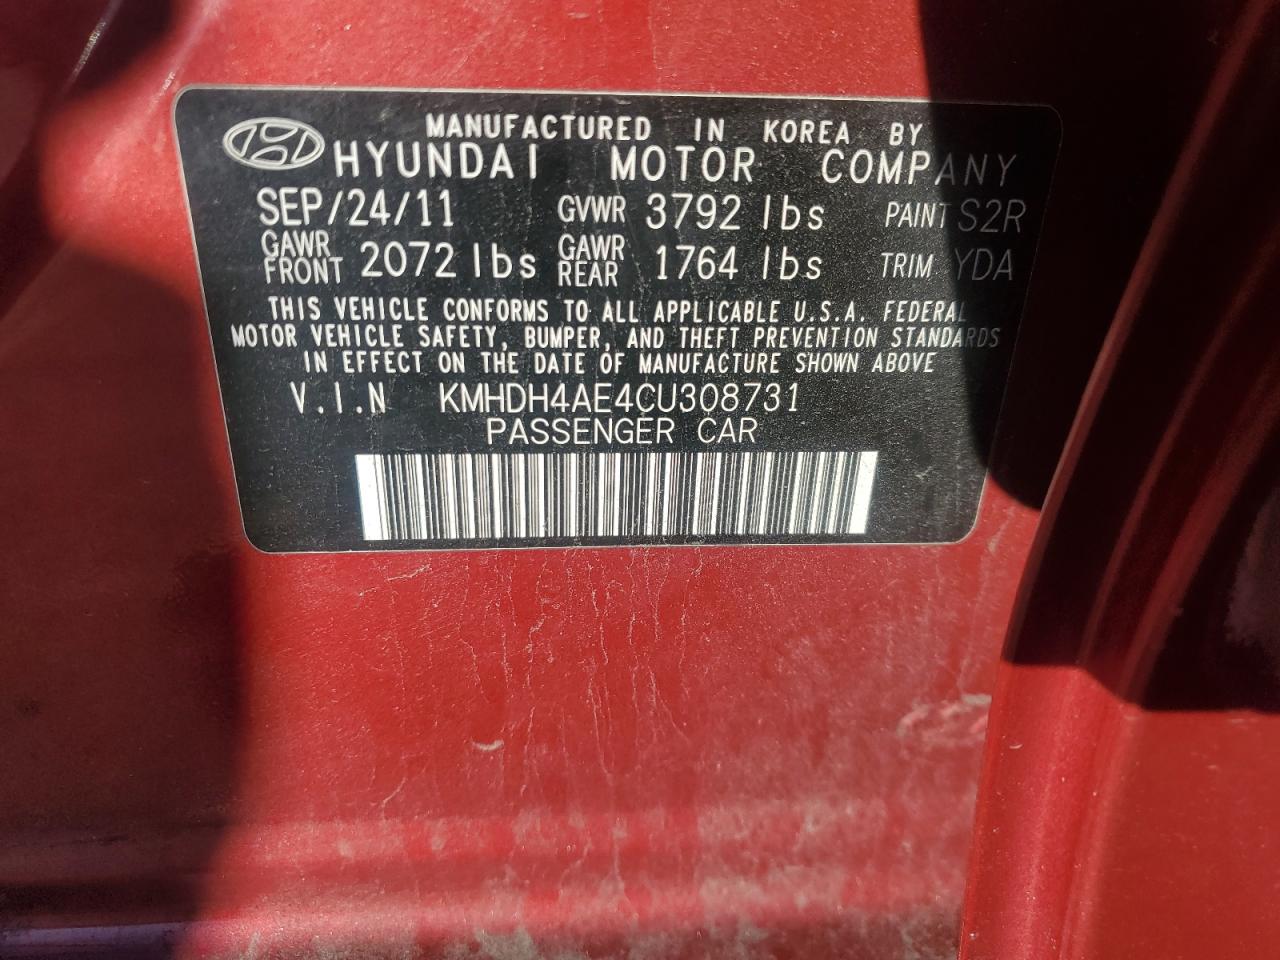 MANUFACTURED IN KOREA BY
HYUNDAI MOTOR COMPANY
SEP/24/11 GVWR 3792 lbs PAINT S2R
GAWR FRONT 2072 lbs GAWR REAR 1764 lbs TRIM YDA
THIS VEHICLE CONFORMS TO ALL APPLICABLE U.S.A. FEDERAL
MOTOR VEHICLE SAFETY, BUMPER, AND THEFT PREVENTION STANDARDS
IN EFFECT ON THE DATE OF MANUFACTURE SHOWN ABOVE
V.I.N KMHDH4AE4CU308731
PASSENGER CAR